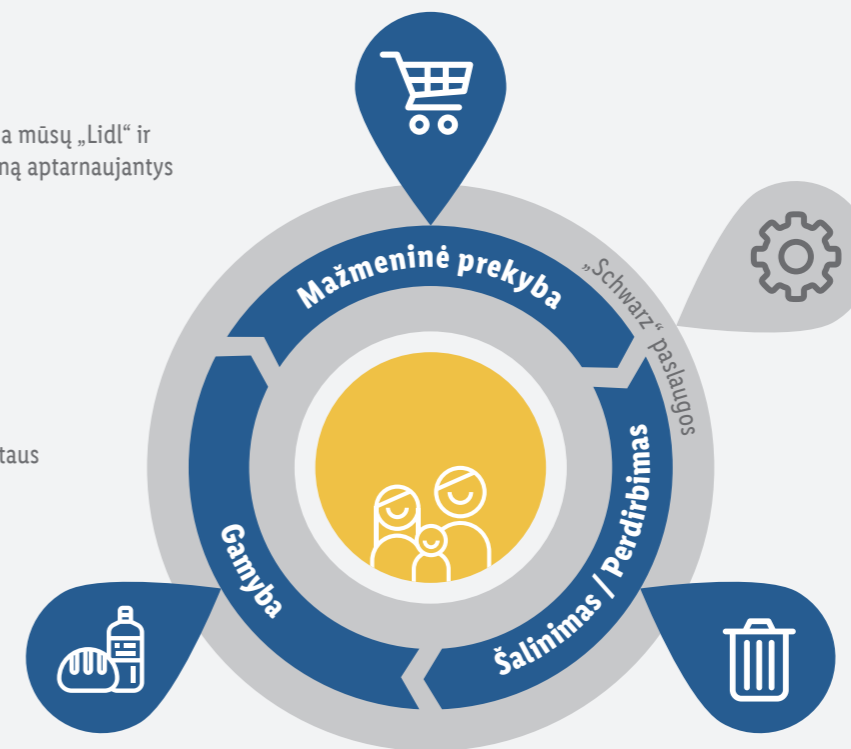 a mūsų „Lidl“ ir
ną aptarnaujantys
taus
Mažmeninė prekyba
„Schwarz“ paslaugos
Šalinimas / Perdirbimas
Gamyba